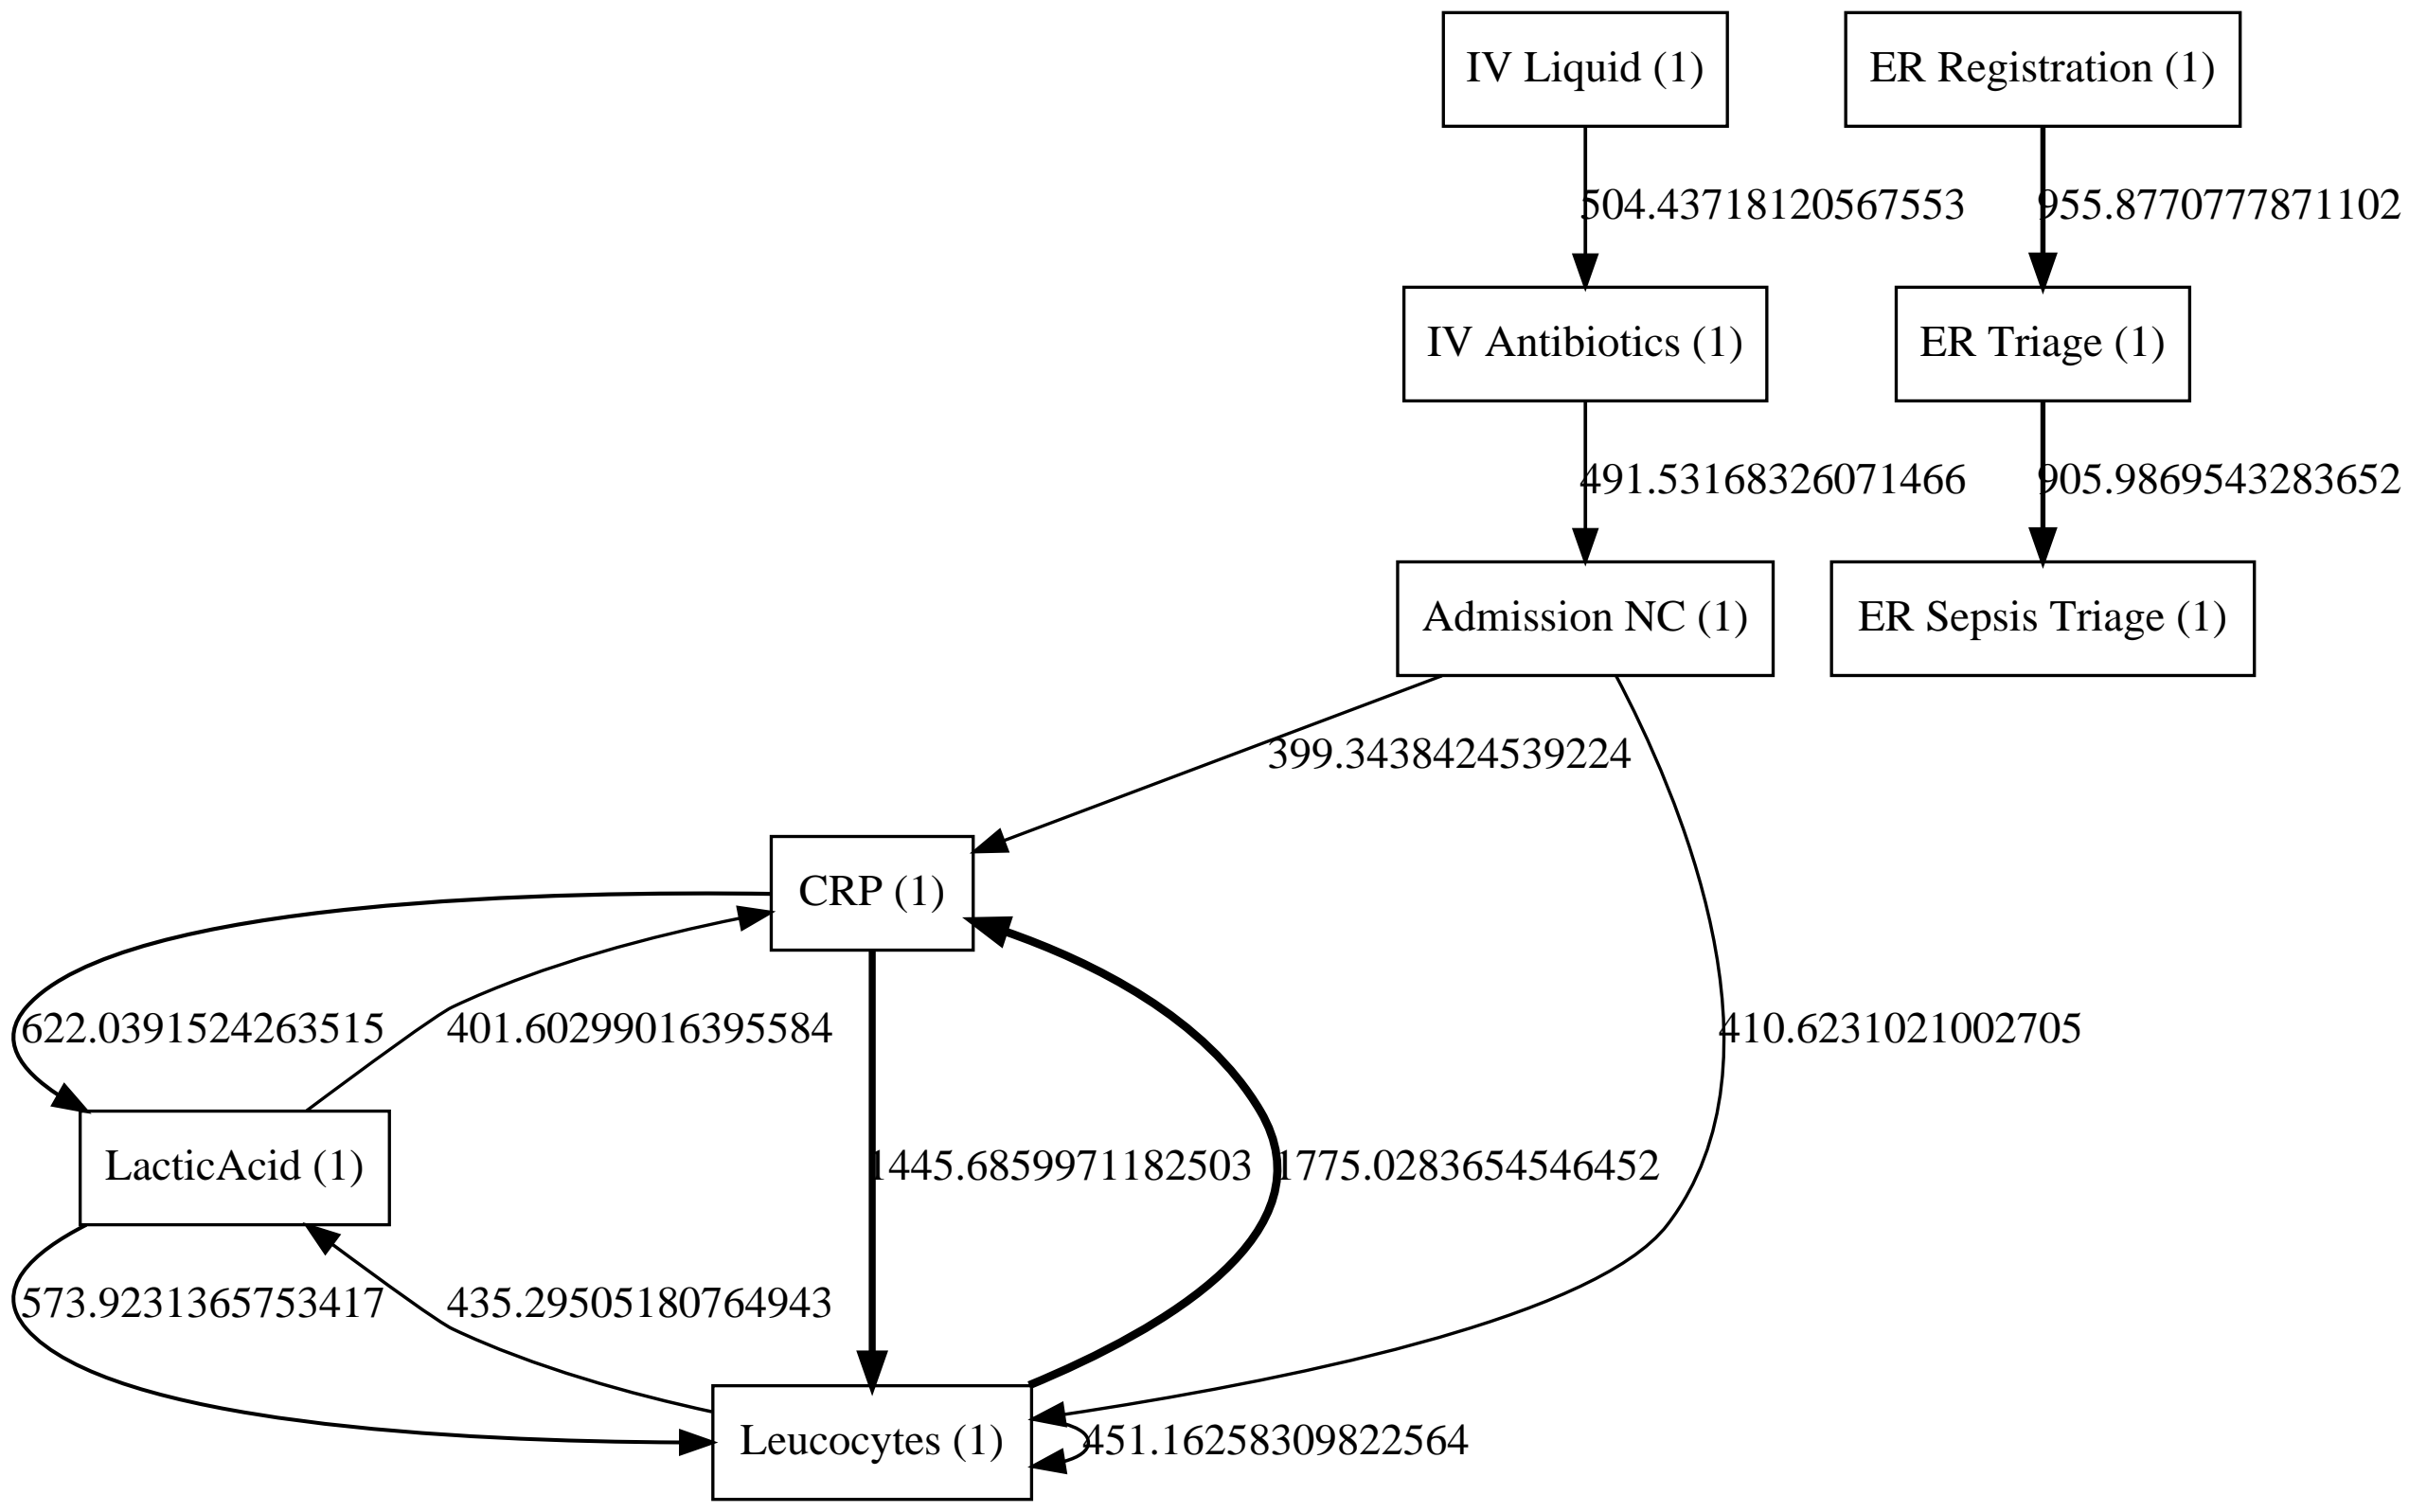 IV Liquid (1)
ER Registration (1)
504.43718120567553
955.8770777871102
IV Antibiotics (1)
ER Triage (1)
491.53168326071466
905.9869543283652
Admission NC (1)
ER Sepsis Triage (1)
399.3438424539224
CRP (1)
622.0391524263515
401.60299016395584
410.6231021002705
LacticAcid (1)
1445.6859971182503
1775.0283654546452
573.9231365753417
435.29505180764943
Leucocytes (1)
451.16258309822564